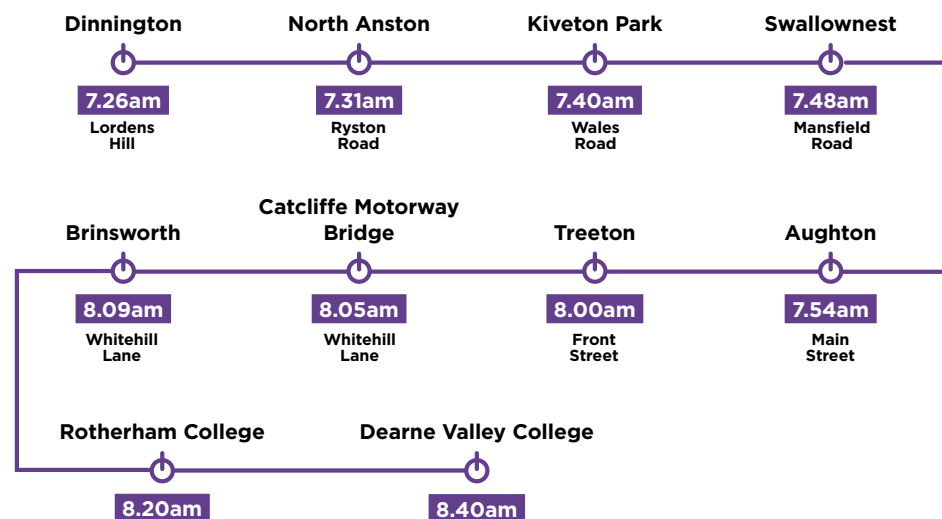 Dinnington
North Anston
Kiveton Park
Swallownest
7.26am
7.31am
7.40am
7.48am
Lordens
Hill
Ryston
Road
Wales
Road
Mansfield
Road
Brinsworth
Catcliffe Motorway
Bridge
Treeton
Aughton
8.09am
8.05am
8.00am
7.54am
Whitehill
Lane
Whitehill
Lane
Front
Street
Main
Street
Rotherham College
Dearne Valley College
8.20am
8.40am